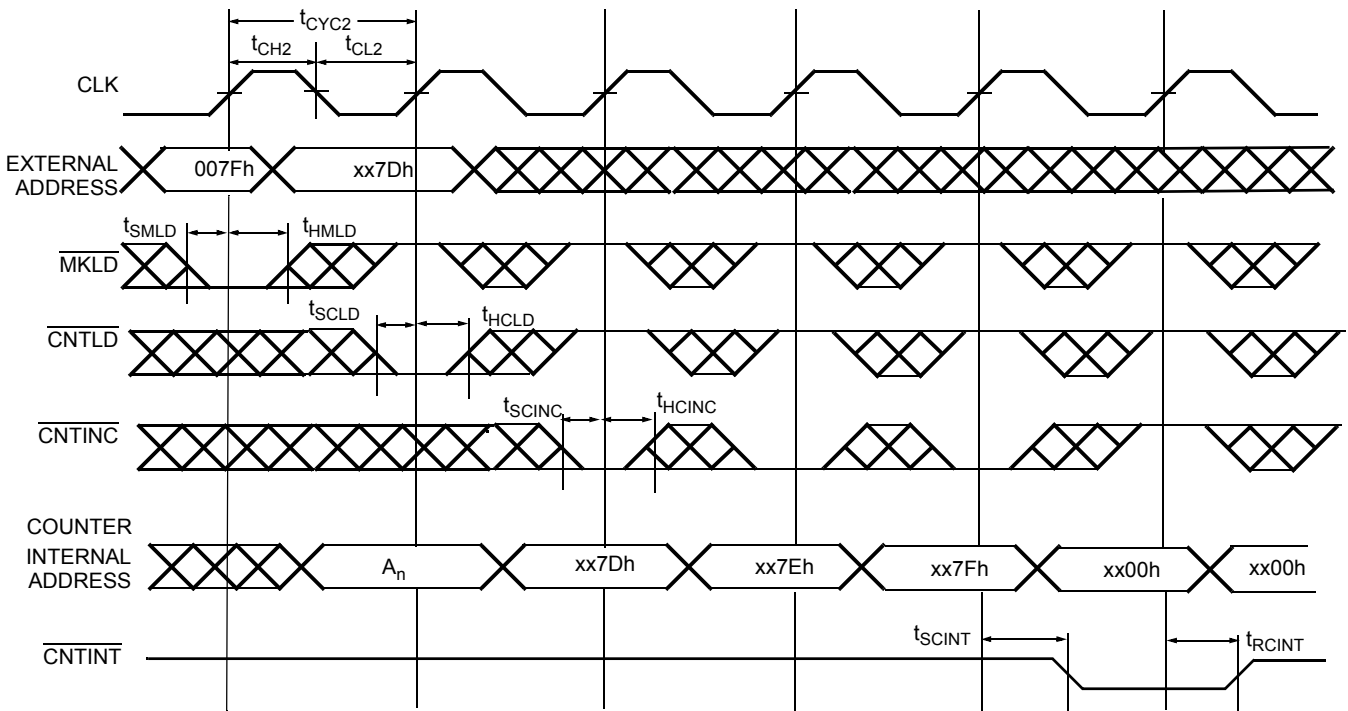 tCYC2
tCH2
tCL2
CLK
EXTERNAL
ADDRESS
007Fh
xx7Dh
tSMLD
tHMLD
MKLD
tSCLD
tHCLD
CNTLD
tSCINC
tHCINC
CNTINC
COUNTER
INTERNAL
ADDRESS
An
xx7Dh
xx7Eh
xx7Fh
xx00h
xx00h
tSCINT
tRCINT
CNTINT